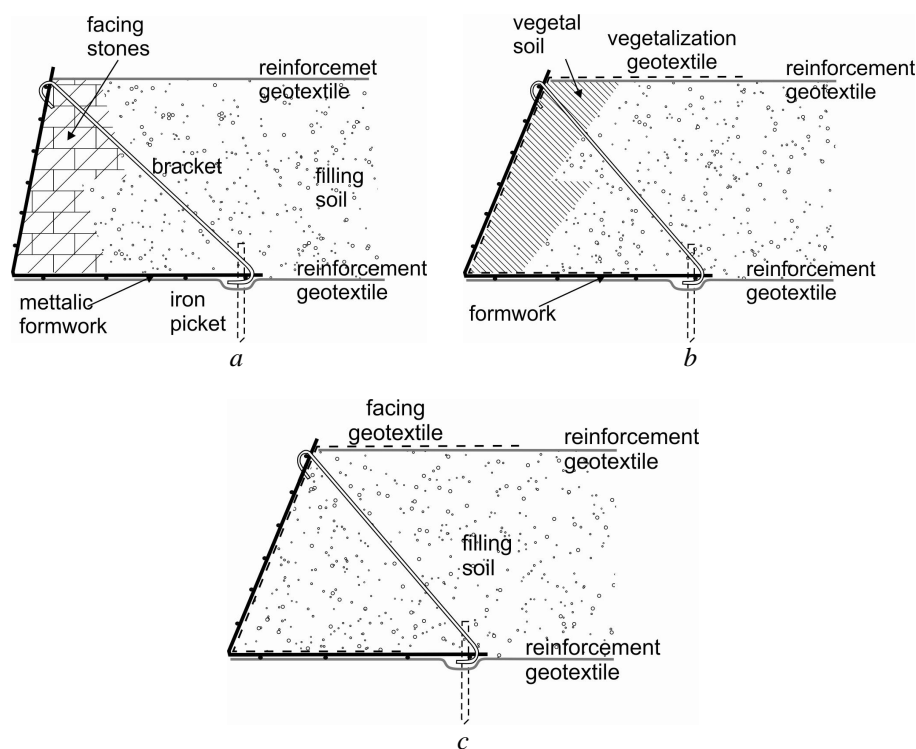 facing
stones
reinforcemet
geotextile
bracket
filling
soil
reinforcement
geotextile
mettalic
formwork
iron
picket
a
vegetal
soil
vegetalization
geotextile
reinforcement
geotextile
reinforcement
geotextile
formwork
b
facing
geotextile
reinforcement
geotextile
filling
soil
reinforcement
geotextile
c